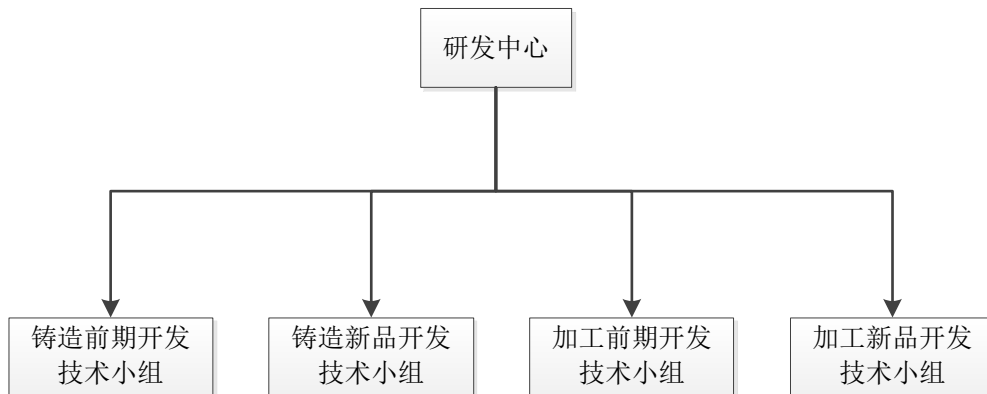 研发中心
铸造前期开发
技术小组
铸造新品开发
技术小组
加工前期开发
技术小组
加工新品开发
技术小组